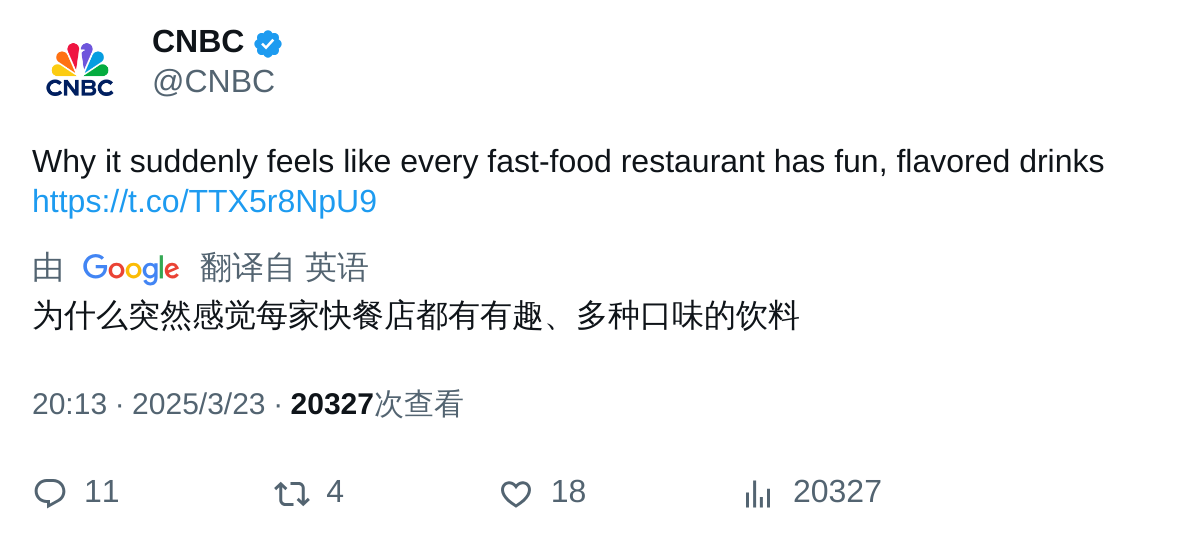 CNBC
CNBC
@CNBC
Why it suddenly feels like every fast-food restaurant has fun, flavored drinks
https://t.co/TTX5r8NpU9
由 Google 翻译自 英语
为什么突然感觉每家快餐店都有有趣、多种口味的饮料
20:13 · 2025/3/23 · 20327次查看
11 4 18 20327